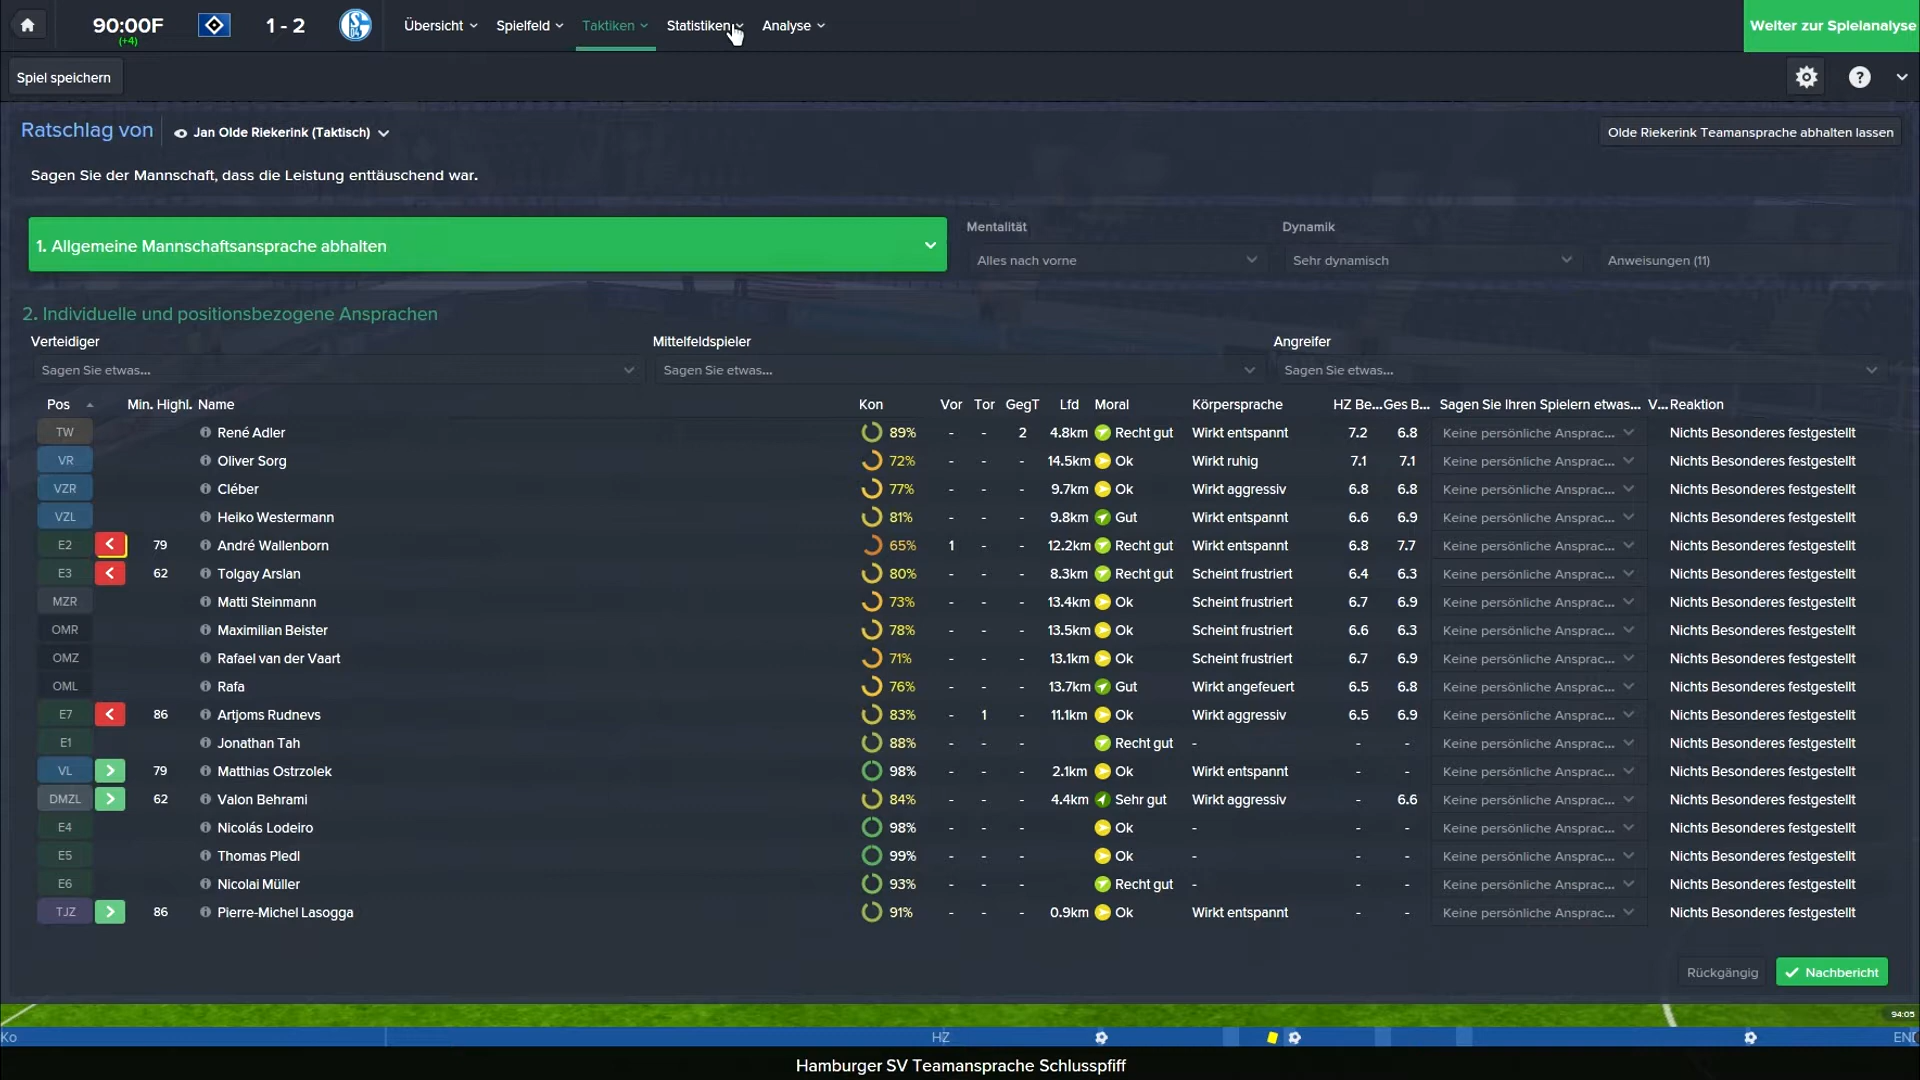 90:00F
(+4)
1 - 2
Übersicht
Spielfeld
Taktiken
Statistiken
Analyse
Weiter zur Spielanalyse
Spiel speichern
Ratschlag von
Jan Olde Riekerink (Taktisch)
Olde Riekerink Teamansprache abhalten lassen
Sagen Sie der Mannschaft, dass die Leistung enttäuschend war.
Mentalität
Dynamik
1. Allgemeine Mannschaftsansprache abhalten
Alles nach vorne
Sehr dynamisch
Anweisungen (11)
2. Individuelle und positionsbezogene Ansprachen
Verteidiger
Mittelfeldspieler
Angreifer
Sagen Sie etwas...
Sagen Sie etwas...
Sagen Sie etwas...
Pos Min. Highl. Name Kon Vor Tor GegT Lfd Moral Körpersprache HZ Be... Ges B... Sagen Sie Ihren Spielern etwas... V... Reaktion
TW René Adler 89% - - 2 4.8km Recht gut Wirkt entspannt 7.2 6.8 Keine persönliche Ansprac... Nichts Besonderes festgestellt
VR Oliver Sorg 72% - - - 14.5km Ok Wirkt ruhig 7.1 7.1 Keine persönliche Ansprac... Nichts Besonderes festgestellt
VZR Cléber 77% - - - 9.7km Ok Wirkt aggressiv 6.8 6.8 Keine persönliche Ansprac... Nichts Besonderes festgestellt
VZL Heiko Westermann 81% - - - 9.8km Gut Wirkt entspannt 6.6 6.9 Keine persönliche Ansprac... Nichts Besonderes festgestellt
E2 79 André Wallenborn 65% 1 - - 12.2km Recht gut Wirkt entspannt 6.8 7.7 Keine persönliche Ansprac... Nichts Besonderes festgestellt
E3 62 Tolgay Arslan 80% - - - 8.3km Recht gut Scheint frustriert 6.4 6.3 Keine persönliche Ansprac... Nichts Besonderes festgestellt
MZR Matti Steinmann 73% - - - 13.4km Ok Scheint frustriert 6.7 6.9 Keine persönliche Ansprac... Nichts Besonderes festgestellt
OMR Maximilian Beister 78% - - - 13.5km Ok Scheint frustriert 6.6 6.3 Keine persönliche Ansprac... Nichts Besonderes festgestellt
OMZ Rafael van der Vaart 71% - - - 13.1km Ok Scheint frustriert 6.7 6.9 Keine persönliche Ansprac... Nichts Besonderes festgestellt
OML Rafa 76% - - - 13.7km Gut Wirkt angefeuert 6.5 6.8 Keine persönliche Ansprac... Nichts Besonderes festgestellt
E7 86 Artjoms Rudnevs 83% - 1 - 11.1km Ok Wirkt aggressiv 6.5 6.9 Keine persönliche Ansprac... Nichts Besonderes festgestellt
E1 Jonathan Tah 88% - - - Recht gut - - - Keine persönliche Ansprac... Nichts Besonderes festgestellt
VL 79 Matthias Ostrzolek 98% - - - 2.1km Ok Wirkt entspannt - - Keine persönliche Ansprac... Nichts Besonderes festgestellt
DMZL 62 Valon Behrami 84% - - - 4.4km Sehr gut Wirkt aggressiv - 6.6 Keine persönliche Ansprac... Nichts Besonderes festgestellt
E4 Nicolás Lodeiro 98% - - - Ok - - - Keine persönliche Ansprac... Nichts Besonderes festgestellt
E5 Thomas Pledl 99% - - - Ok - - - Keine persönliche Ansprac... Nichts Besonderes festgestellt
E6 Nicolai Müller 93% - - - Recht gut - - - Keine persönliche Ansprac... Nichts Besonderes festgestellt
TJZ 86 Pierre-Michel Lasogga 91% - - - 0.9km Ok Wirkt entspannt - - Keine persönliche Ansprac... Nichts Besonderes festgestellt
Rückgängig
Nachbericht
94:05
Ko
HZ
END
Hamburger SV Teamansprache Schlusspfiff